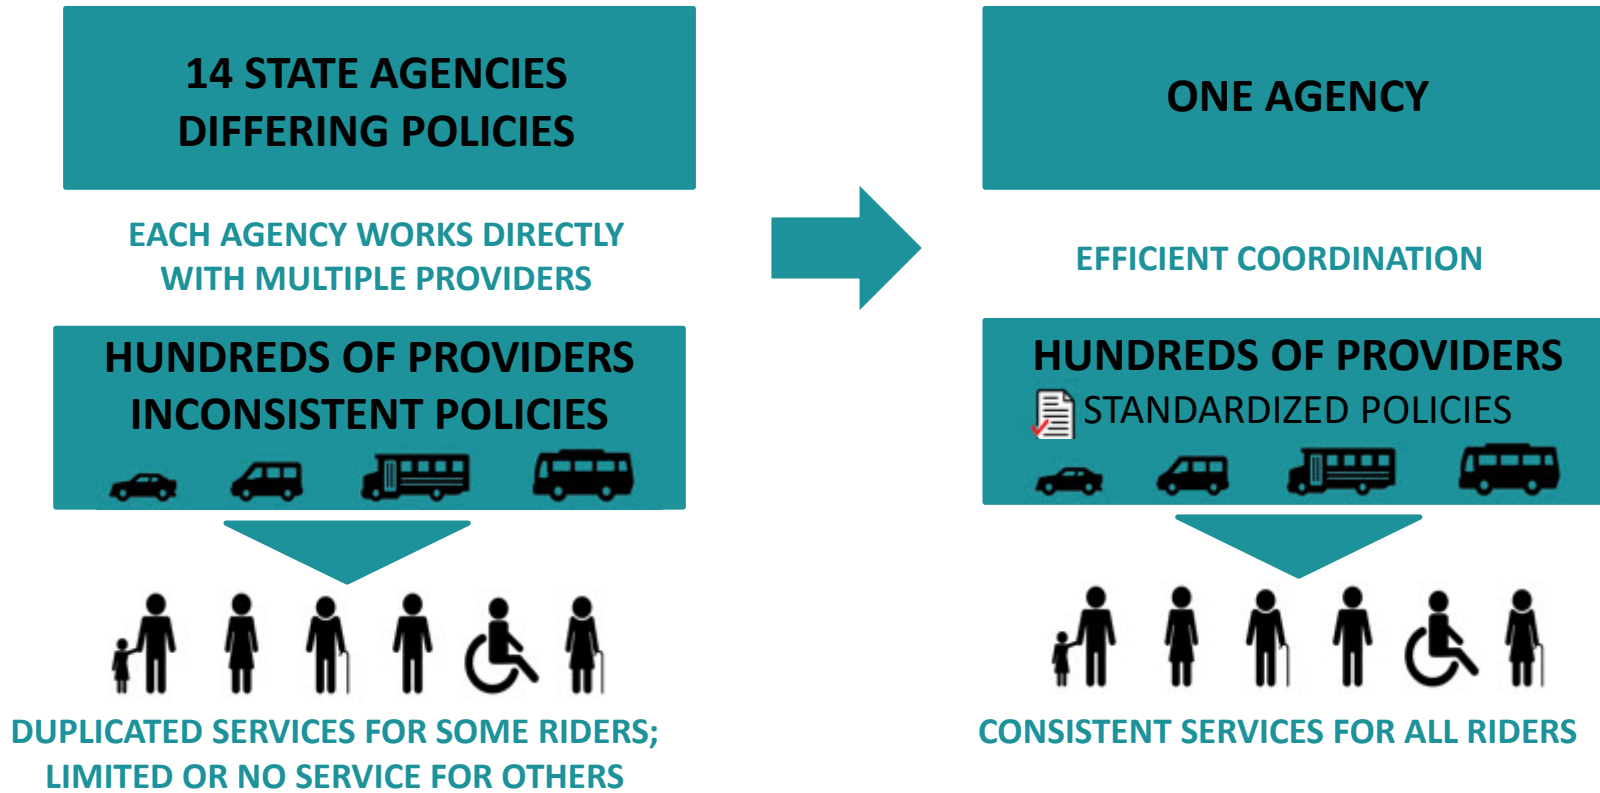 14 STATE AGENCIES
DIFFERING POLICIES
EACH AGENCY WORKS DIRECTLY
WITH MULTIPLE PROVIDERS
HUNDREDS OF PROVIDERS
INCONSISTENT POLICIES
DUPLICATED SERVICES FOR SOME RIDERS;
LIMITED OR NO SERVICE FOR OTHERS
ONE AGENCY
EFFICIENT COORDINATION
HUNDREDS OF PROVIDERS
STANDARDIZED POLICIES
CONSISTENT SERVICES FOR ALL RIDERS